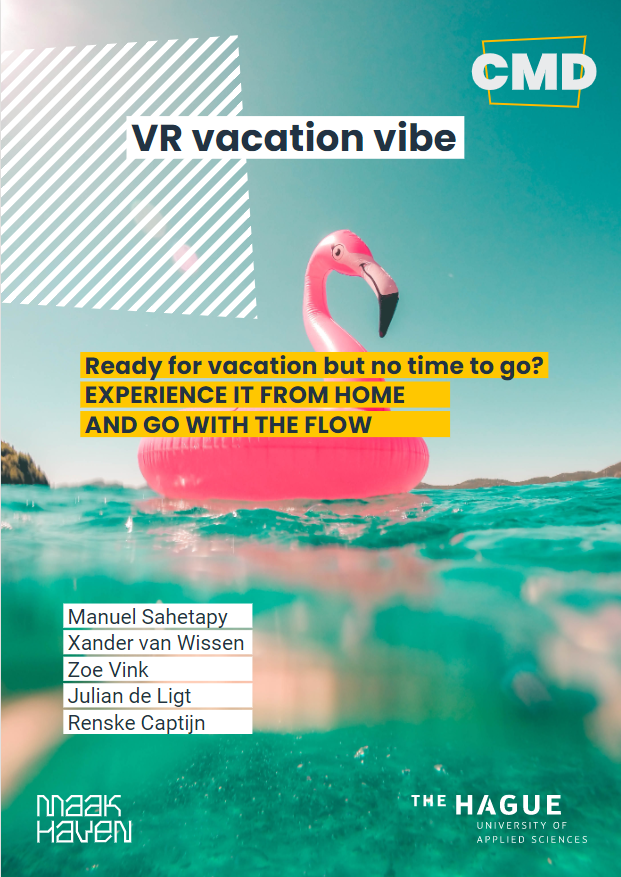 CMD
VR vacation vibe
Ready for vacation but no time to go?
EXPERIENCE IT FROM HOME
AND GO WITH THE FLOW
Manuel Sahetapy
Xander van Wissen
Zoe Vink
Julian de Ligt
Renske Captijn
MAAK
HAVEN
THE HAGUE
UNIVERSITY OF
APPLIED SCIENCES